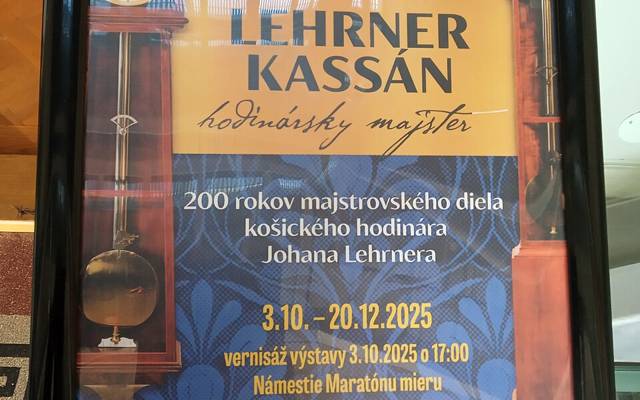 LEHRNER
KASSÁN
hodinársky majster
200 rokov majstrovského diela
košického hodinára
Johana Lehrnera
3.10. – 20.12.2025
vernisáž výstavy 3.10.2025 o 17:00
Námestie Maratónu mieru